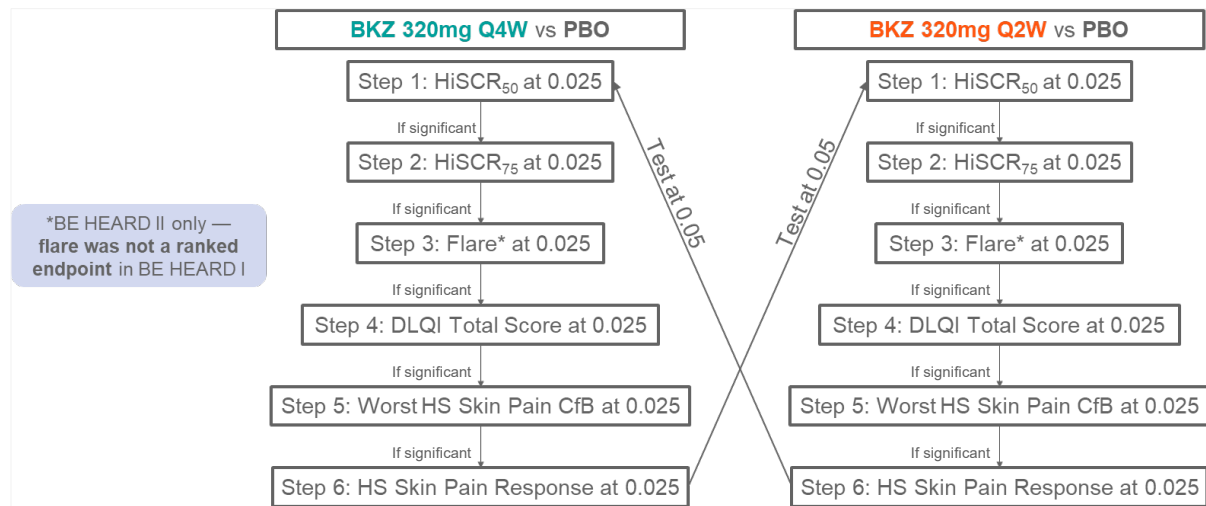 BKZ 320mg Q4W vs PBO
Step 1: HiSCR₅₀ at 0.025
If significant
Step 2: HiSCR₇₅ at 0.025
If significant
Step 3: Flare* at 0.025
If significant
Step 4: DLQI Total Score at 0.025
If significant
Step 5: Worst HS Skin Pain CfB at 0.025
If significant
Step 6: HS Skin Pain Response at 0.025
*BE HEARD II only —
flare was not a ranked
endpoint in BE HEARD I
Test at 0.05
Test at 0.05
BKZ 320mg Q2W vs PBO
Step 1: HiSCR₅₀ at 0.025
If significant
Step 2: HiSCR₇₅ at 0.025
If significant
Step 3: Flare* at 0.025
If significant
Step 4: DLQI Total Score at 0.025
If significant
Step 5: Worst HS Skin Pain CfB at 0.025
If significant
Step 6: HS Skin Pain Response at 0.025